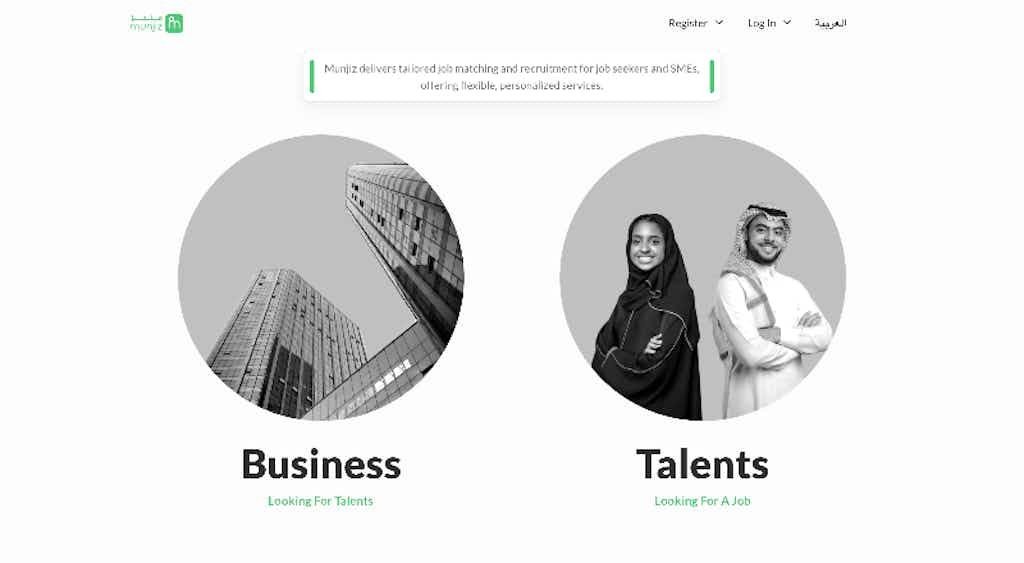 منجز
munjiz
Register
Log In
العربية
Munjiz delivers tailored job matching and recruitment for job seekers and SMEs,
offering flexible, personalized services.
Business
Looking For Talents
Talents
Looking For A Job